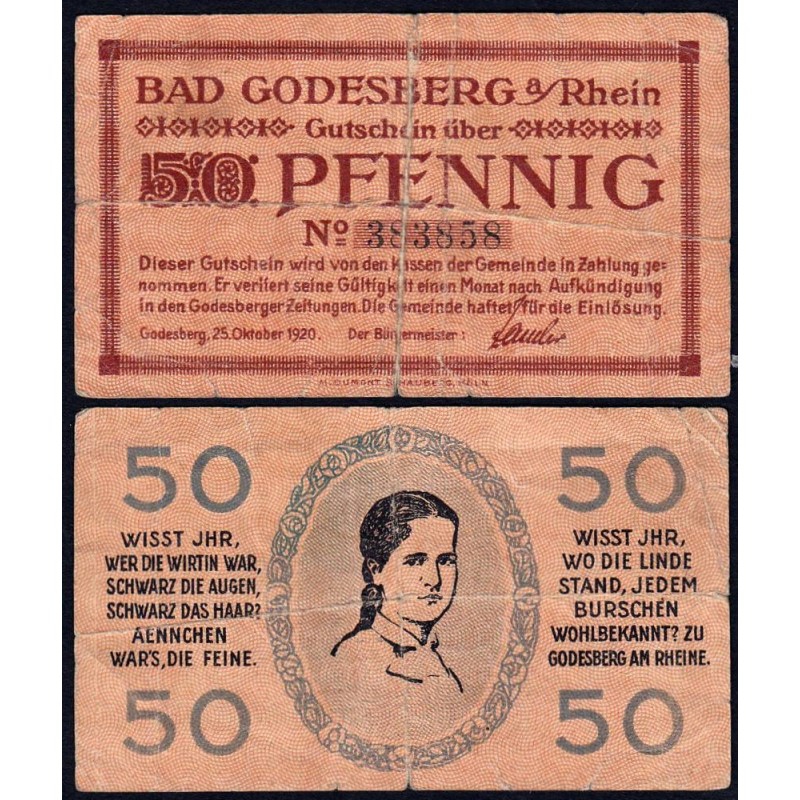 BAD GODESBERG a/Rhein
Gutschein über
50 PFENNIG
No 383858
Dieser Gutschein wird von den Kassen der Gemeinde in Zahlung ge=
nommen. Er verliert seine Gültigkeit einen Monat nach Aufkündigung
in den Godesberger Zeitungen. Die Gemeinde haftet für die Einlösung.
Godesberg, 25. Oktober 1920. Der Bürgermeister:
M. DUMONT SCHAUBERG, KÖLN
50
50
WISST JHR,
WER DIE WIRTIN WAR,
SCHWARZ DIE AUGEN,
SCHWARZ DAS HAAR?
AENNCHEN
WAR'S, DIE FEINE.
WISST JHR,
WO DIE LINDE
STAND, JEDEM
BURSCHEN
WOHLBEKANNT? ZU
GODESBERG AM RHEINE.
50
50